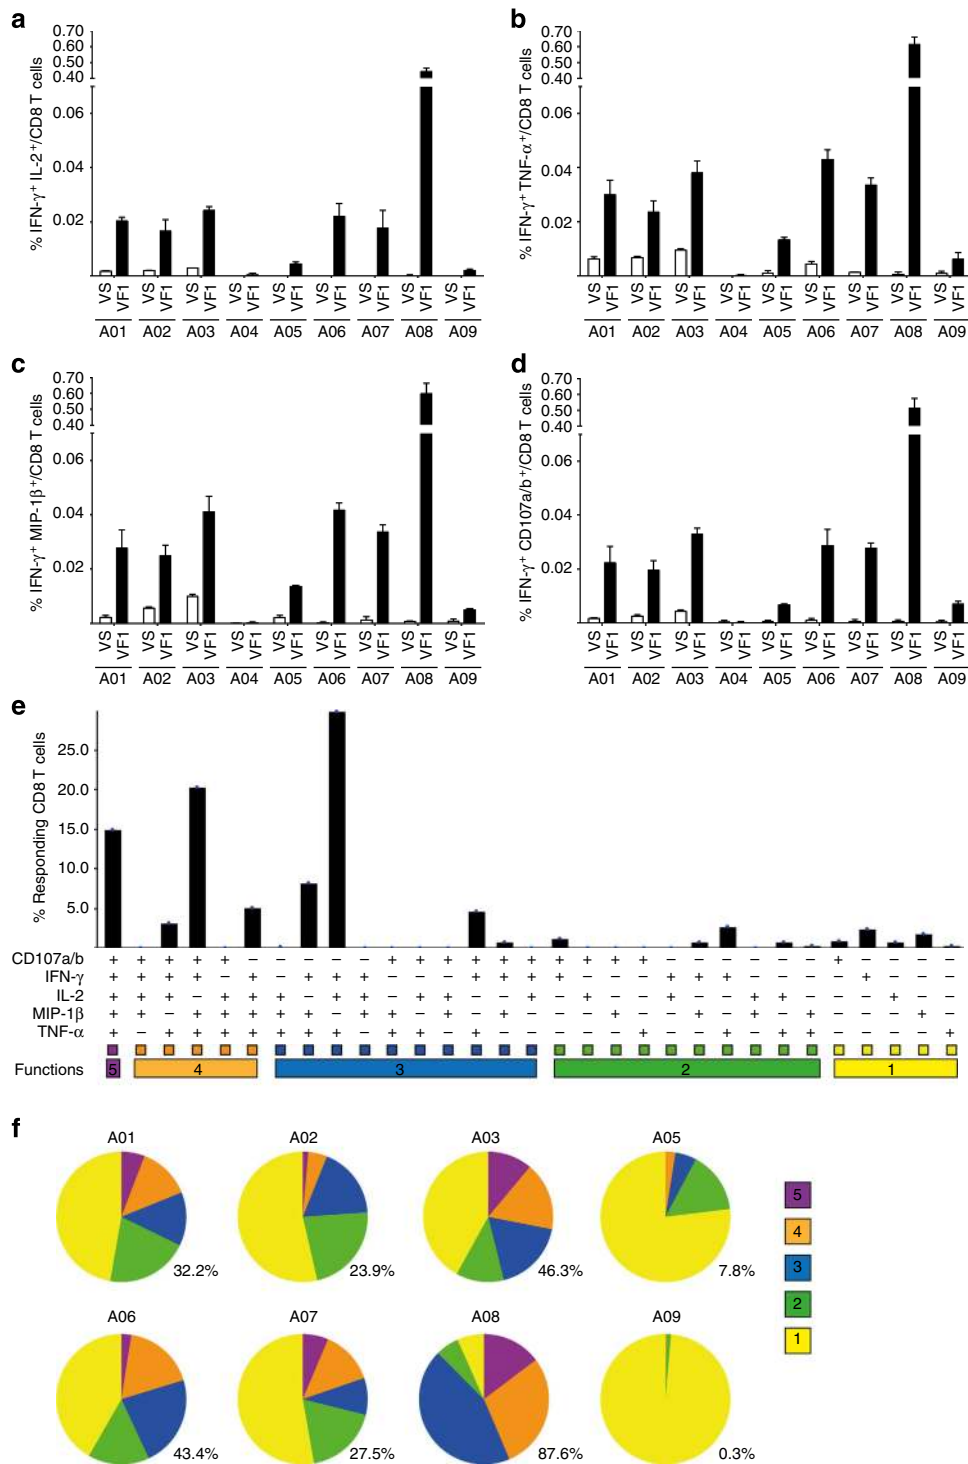 a
% IFN-γ+ IL-2+/CD8 T cells
0.70
0.60
0.50
0.40
0.06
0.04
0.02
VS VF1 VS VF1 VS VF1 VS VF1 VS VF1 VS VF1 VS VF1 VS VF1 VS VF1
A01 A02 A03 A04 A05 A06 A07 A08 A09
b
% IFN-γ+ TNF-α+/CD8 T cells
0.70
0.60
0.50
0.40
0.06
0.04
0.02
VS VF1 VS VF1 VS VF1 VS VF1 VS VF1 VS VF1 VS VF1 VS VF1 VS VF1
A01 A02 A03 A04 A05 A06 A07 A08 A09
c
% IFN-γ+ MIP-1β+/CD8 T cells
0.70
0.60
0.50
0.40
0.06
0.04
0.02
VS VF1 VS VF1 VS VF1 VS VF1 VS VF1 VS VF1 VS VF1 VS VF1 VS VF1
A01 A02 A03 A04 A05 A06 A07 A08 A09
d
% IFN-γ+ CD107a/b+/CD8 T cells
0.70
0.60
0.50
0.40
0.06
0.04
0.02
VS VF1 VS VF1 VS VF1 VS VF1 VS VF1 VS VF1 VS VF1 VS VF1 VS VF1
A01 A02 A03 A04 A05 A06 A07 A08 A09
e
% Responding CD8 T cells
25.0
20.0
15.0
10.0
5.0
CD107a/b + + + + + − − − − − + + + + + + + + + + − − − − − − + − − − −
IFN-γ + + + + − + − + + + − − − + + + + − − − + + + − − − − + − − −
IL-2 + + + − + + + − + + − + + − − + − + − − + − − + + − − − + − −
MIP-1β + + − + + + + + − + + − + − + − − − + − − + − + − + − − − + −
TNF-α + − + + + + + + + − + + − + − − − − − + − − + − + + − − − − +
Functions 5 4 3 2 1
f
A01 A02 A03 A05
32.2% 23.9% 46.3% 7.8%
A06 A07 A08 A09
43.4% 27.5% 87.6% 0.3%
5
4
3
2
1